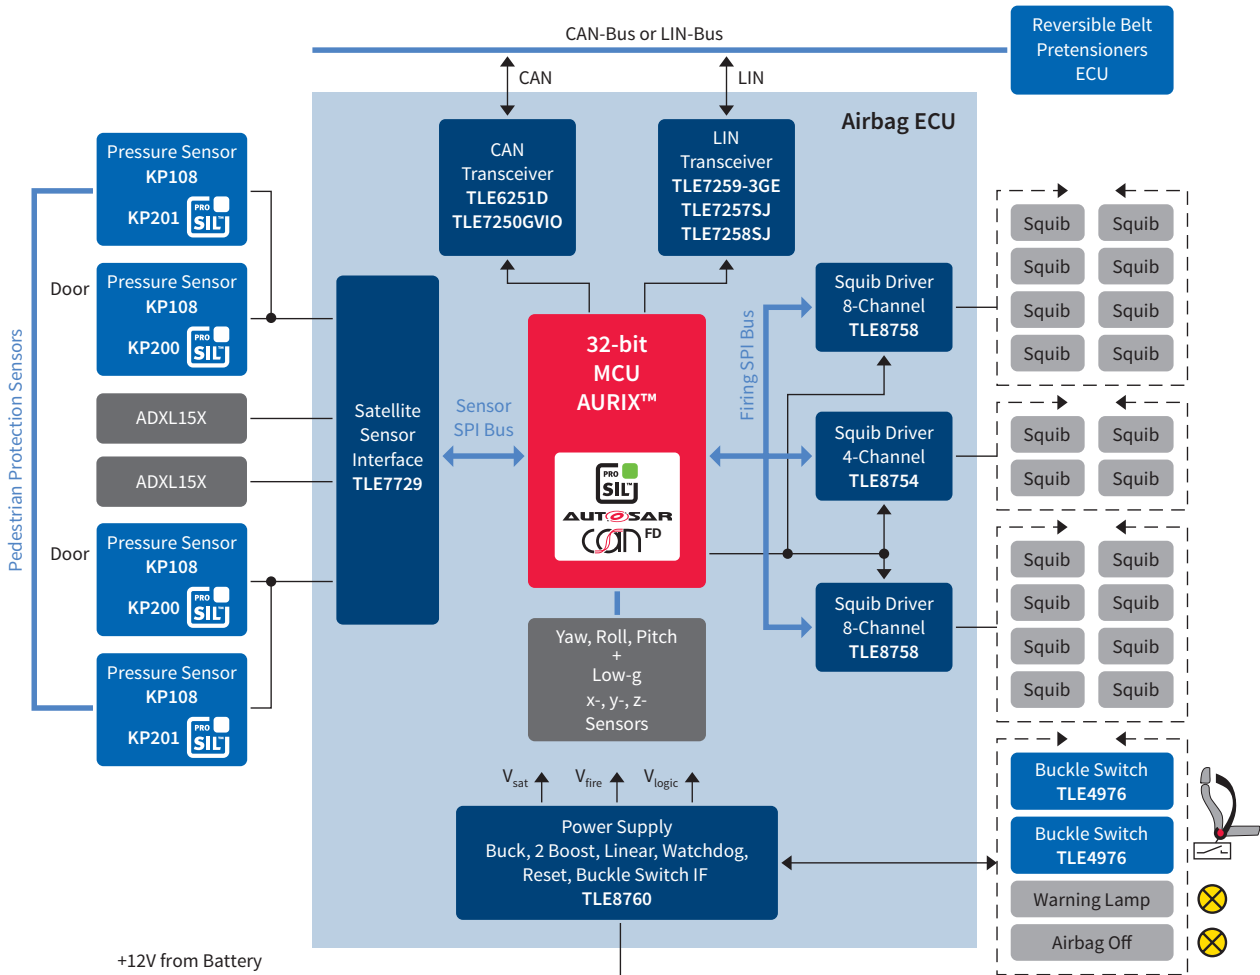 CAN-Bus or LIN-Bus
Reversible Belt
Pretensioners
ECU
CAN
LIN
Airbag ECU
CAN
Transceiver
TLE6251D
TLE7250GVIO
LIN
Transceiver
TLE7259-3GE
TLE7257SJ
TLE7258SJ
Pedestrian Protection Sensors
Pressure Sensor
KP108
KP201
PRO
SIL
Door
Pressure Sensor
KP108
KP200
PRO
SIL
ADXL15X
ADXL15X
Door
Pressure Sensor
KP108
KP200
PRO
SIL
Pressure Sensor
KP108
KP201
PRO
SIL
Satellite
Sensor
Interface
TLE7729
Sensor
SPI Bus
32-bit
MCU
AURIX™
PRO
SIL
AUTOSAR
CAN FD
Firing SPI Bus
Squib Driver
8-Channel
TLE8758
Squib Driver
4-Channel
TLE8754
Squib Driver
8-Channel
TLE8758
Squib Squib
Squib Squib
Squib Squib
Squib Squib
Squib Squib
Squib Squib
Squib Squib
Squib Squib
Squib Squib
Squib Squib
Yaw, Roll, Pitch
+
Low-g
x-, y-, z-
Sensors
Vsat Vfire Vlogic
Power Supply
Buck, 2 Boost, Linear, Watchdog,
Reset, Buckle Switch IF
TLE8760
Buckle Switch
TLE4976
Buckle Switch
TLE4976
Warning Lamp
Airbag Off
+12V from Battery